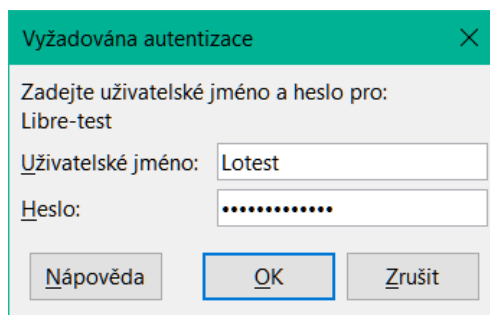 Vyžadována autentizace
Zadejte uživatelské jméno a heslo pro:
Libre-test
Uživatelské jméno: Lotest
Heslo: •••••••••••••
Nápověda OK Zrušit